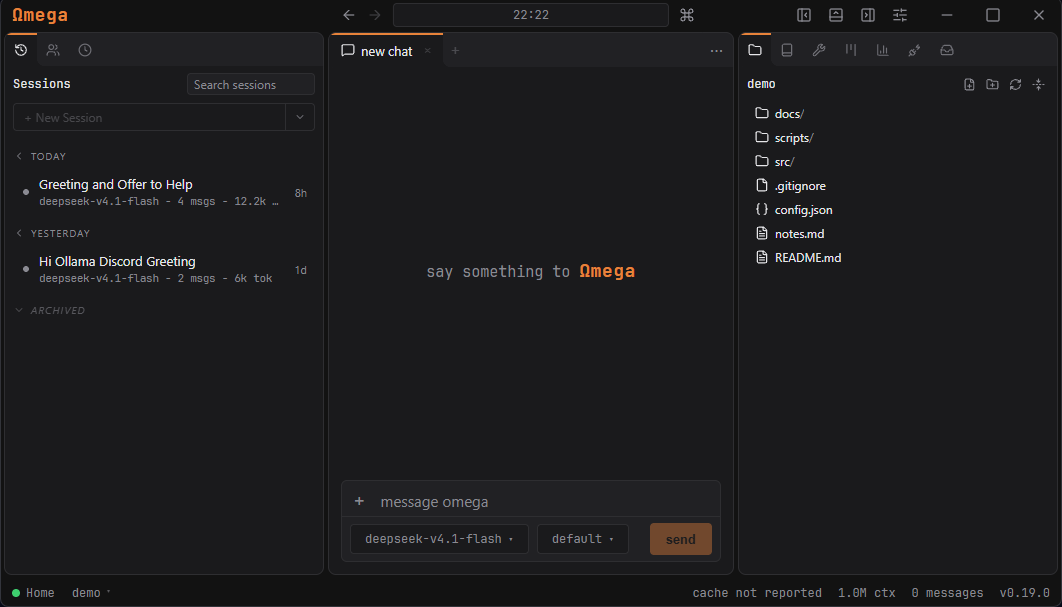 Ωmega
22:22
Sessions
Search sessions
+ New Session
TODAY
Greeting and Offer to Help
deepseek-v4.1-flash - 4 msgs - 12.2k …
8h
YESTERDAY
Hi Ollama Discord Greeting
deepseek-v4.1-flash - 2 msgs - 6k tok
1d
ARCHIVED
new chat
say something to Ωmega
message omega
deepseek-v4.1-flash
default
send
demo
docs/
scripts/
src/
.gitignore
config.json
notes.md
README.md
Home
demo
cache not reported
1.0M ctx
0 messages
v0.19.0